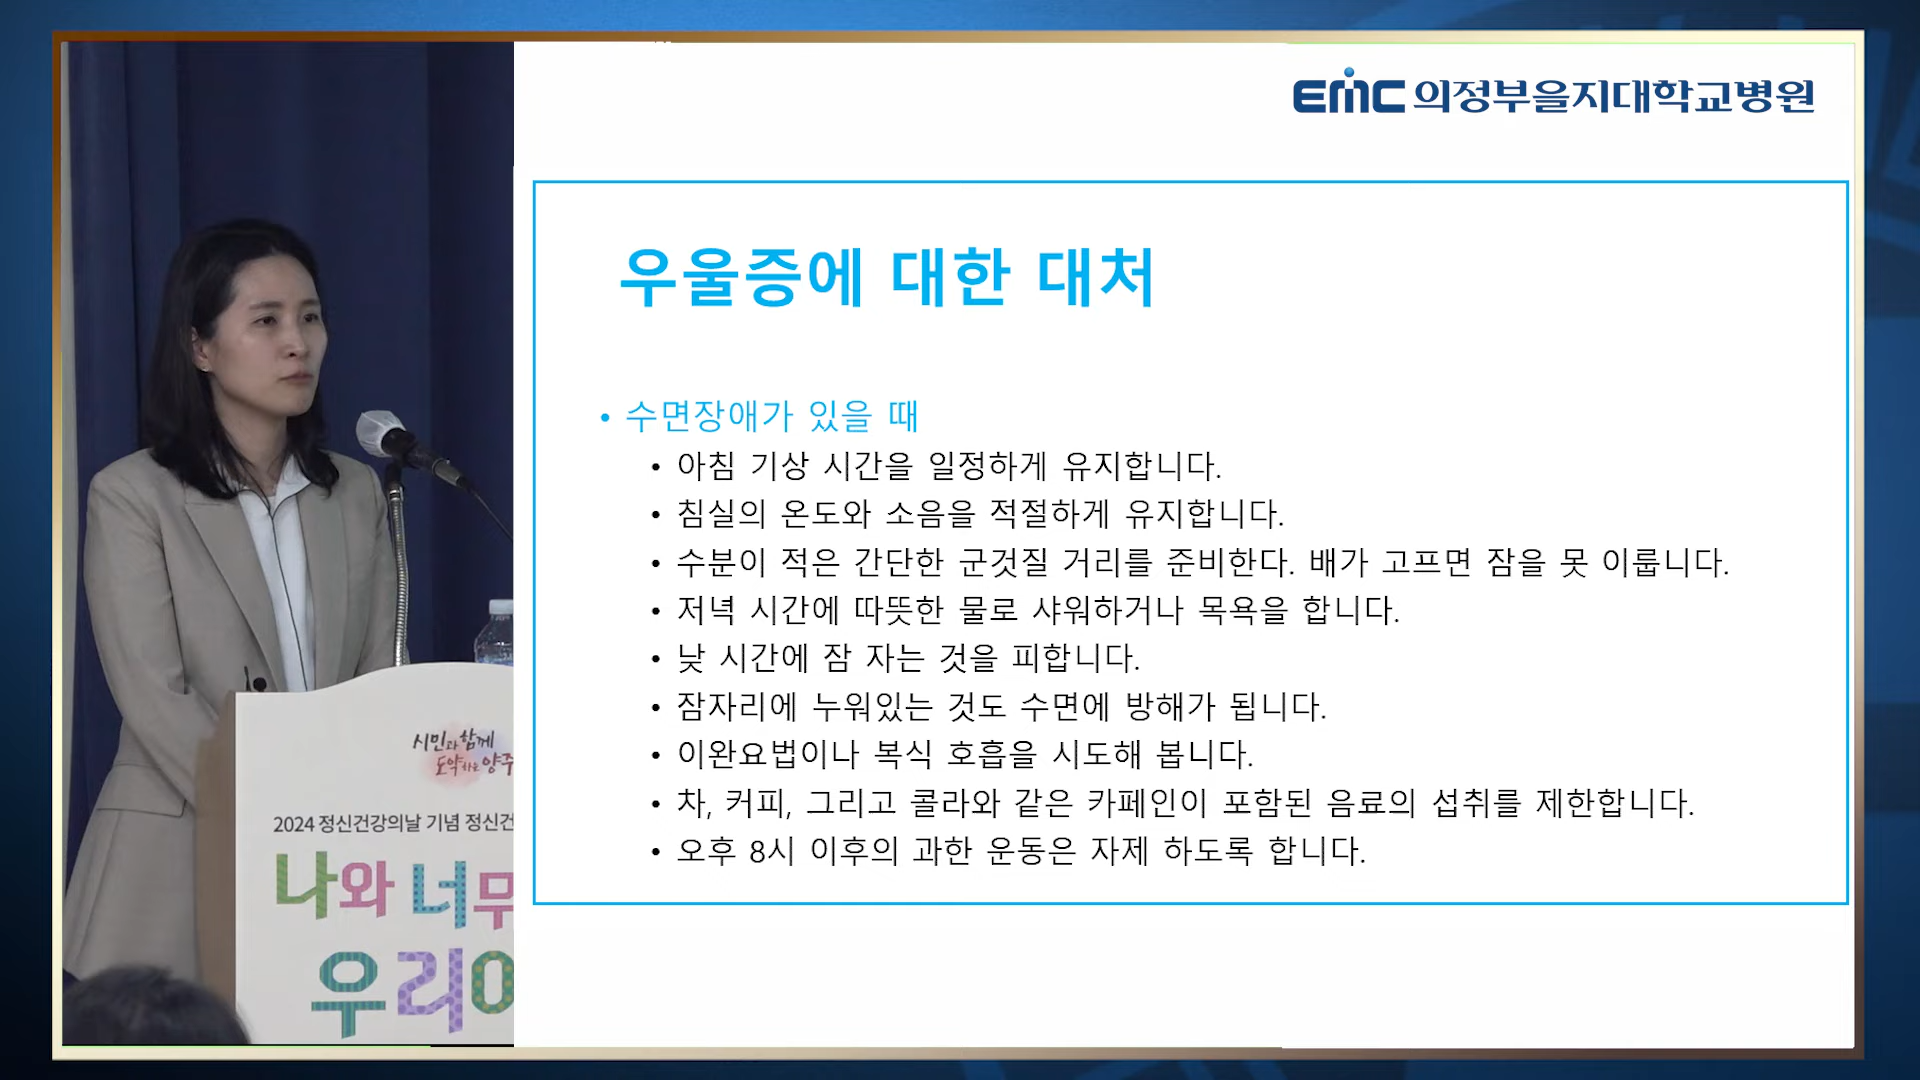 EMC 의정부을지대학교병원
우울증에 대한 대처
• 수면장애가 있을 때
• 아침 기상 시간을 일정하게 유지합니다.
• 침실의 온도와 소음을 적절하게 유지합니다.
• 수분이 적은 간단한 군것질 거리를 준비한다. 배가 고프면 잠을 못 이룹니다.
• 저녁 시간에 따뜻한 물로 샤워하거나 목욕을 합니다.
• 낮 시간에 잠 자는 것을 피합니다.
• 잠자리에 누워있는 것도 수면에 방해가 됩니다.
• 이완요법이나 복식 호흡을 시도해 봅니다.
• 차, 커피, 그리고 콜라와 같은 카페인이 포함된 음료의 섭취를 제한합니다.
• 오후 8시 이후의 과한 운동은 자제 하도록 합니다.
시민과 함께
도약하는 양주
2024 정신건강의날 기념 정신건
나와 너무
우리